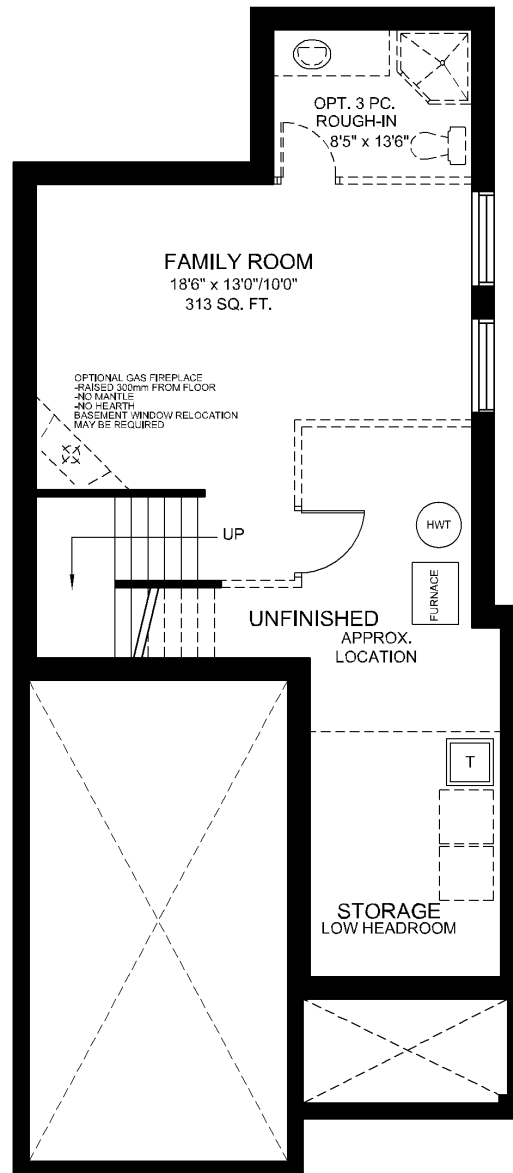 OPT. 3 PC.
ROUGH-IN
8'5" x 13'6"
FAMILY ROOM
18'6" x 13'0"/10'0"
313 SQ. FT.
OPTIONAL GAS FIREPLACE
-RAISED 300mm FROM FLOOR
-NO MANTLE
-NO HEARTH
BASEMENT WINDOW RELOCATION
MAY BE REQUIRED
HWT
UP
FURNACE
UNFINISHED
APPROX.
LOCATION
T
STORAGE
LOW HEADROOM